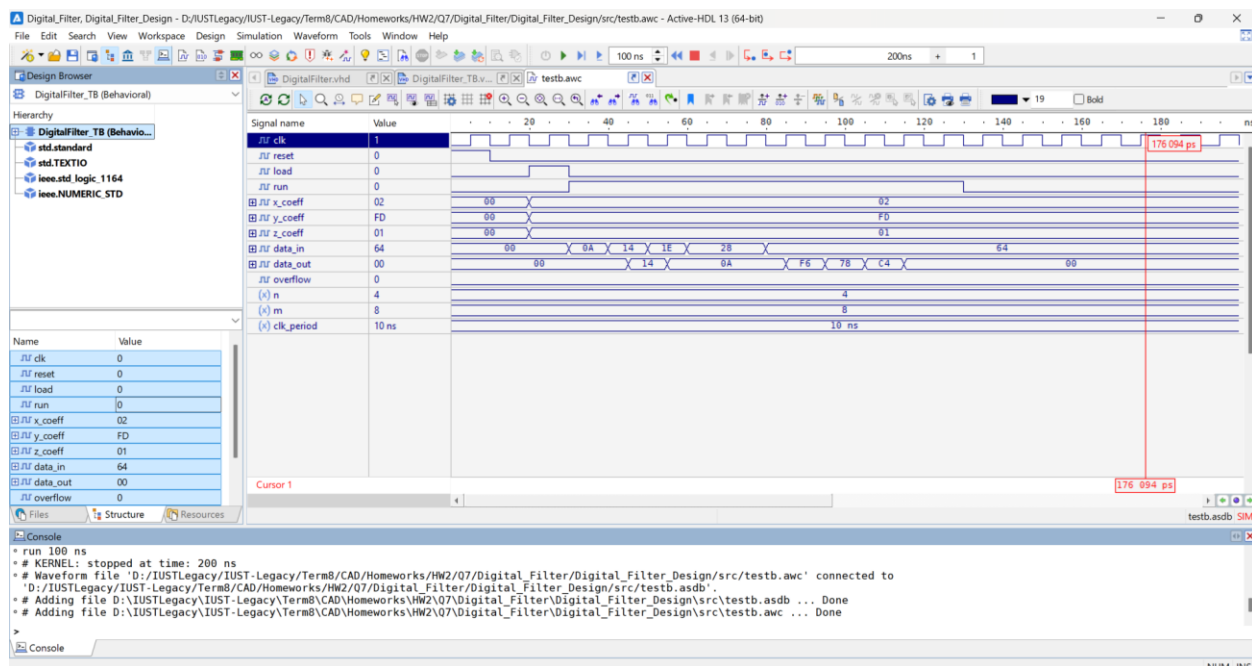 Digital_Filter, Digital_Filter_Design - D:/IUSTLegacy/IUST-Legacy/Term8/CAD/Homeworks/HW2/Q7/Digital_Filter/Digital_Filter_Design/src/testb.awc - Active-HDL 13 (64-bit)
File Edit Search View Workspace Design Simulation Waveform Tools Window Help
100 ns 200ns + 1
Design Browser
DigitalFilter.vhd DigitalFilter_TB.v... testb.awc
DigitalFilter_TB (Behavioral)
19 Bold
Hierarchy
DigitalFilter_TB (Behavio...
std.standard
std.TEXTIO
ieee.std_logic_1164
ieee.NUMERIC_STD
Signal name Value 20 40 60 80 100 120 140 160 180 ns
clk 1 176 094 ps
reset 0
load 0
run 0
x_coeff 02 00 02
y_coeff FD 00 FD
z_coeff 01 00 01
data_in 64 00 0A 14 1E 28 64
data_out 00 00 14 0A F6 78 C4 00
overflow 0
(x) n 4 4
(x) m 8 8
(x) clk_period 10 ns 10 ns
Name Value
clk 0
reset 0
load 0
run 0
x_coeff 02
y_coeff FD
z_coeff 01
data_in 64
data_out 00
overflow 0
Cursor 1 176 094 ps
Files Structure Resources
testb.asdb SIM
Console
run 100 ns
# KERNEL: stopped at time: 200 ns
# Waveform file 'D:/IUSTLegacy/IUST-Legacy/Term8/CAD/Homeworks/HW2/Q7/Digital_Filter/Digital_Filter_Design/src/testb.awc' connected to
'D:/IUSTLegacy/IUST-Legacy/Term8/CAD/Homeworks/HW2/Q7/Digital_Filter/Digital_Filter_Design/src/testb.asdb'.
# Adding file D:\IUSTLegacy\IUST-Legacy\Term8\CAD\Homeworks\HW2\Q7\Digital_Filter\Digital_Filter_Design\src\testb.asdb ... Done
# Adding file D:\IUSTLegacy\IUST-Legacy\Term8\CAD\Homeworks\HW2\Q7\Digital_Filter\Digital_Filter_Design\src\testb.awc ... Done
>
Console